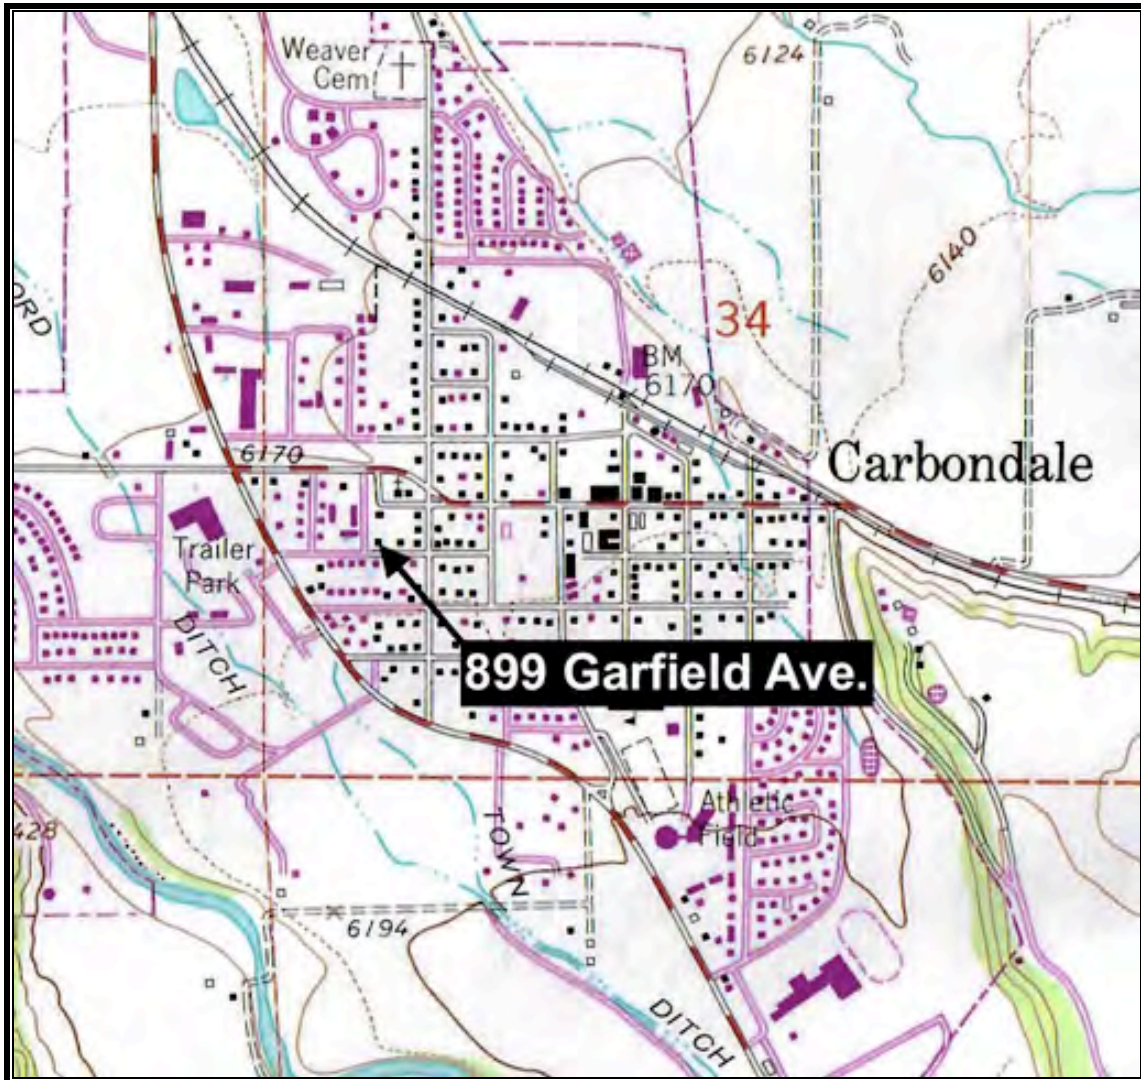 Weaver
Cem
6124
ORD
6140
34
BM
6170
6170
Carbondale
Trailer
Park
DITCH
899 Garfield Ave.
Athletic
Field
TOWN
428
6194
DITCH